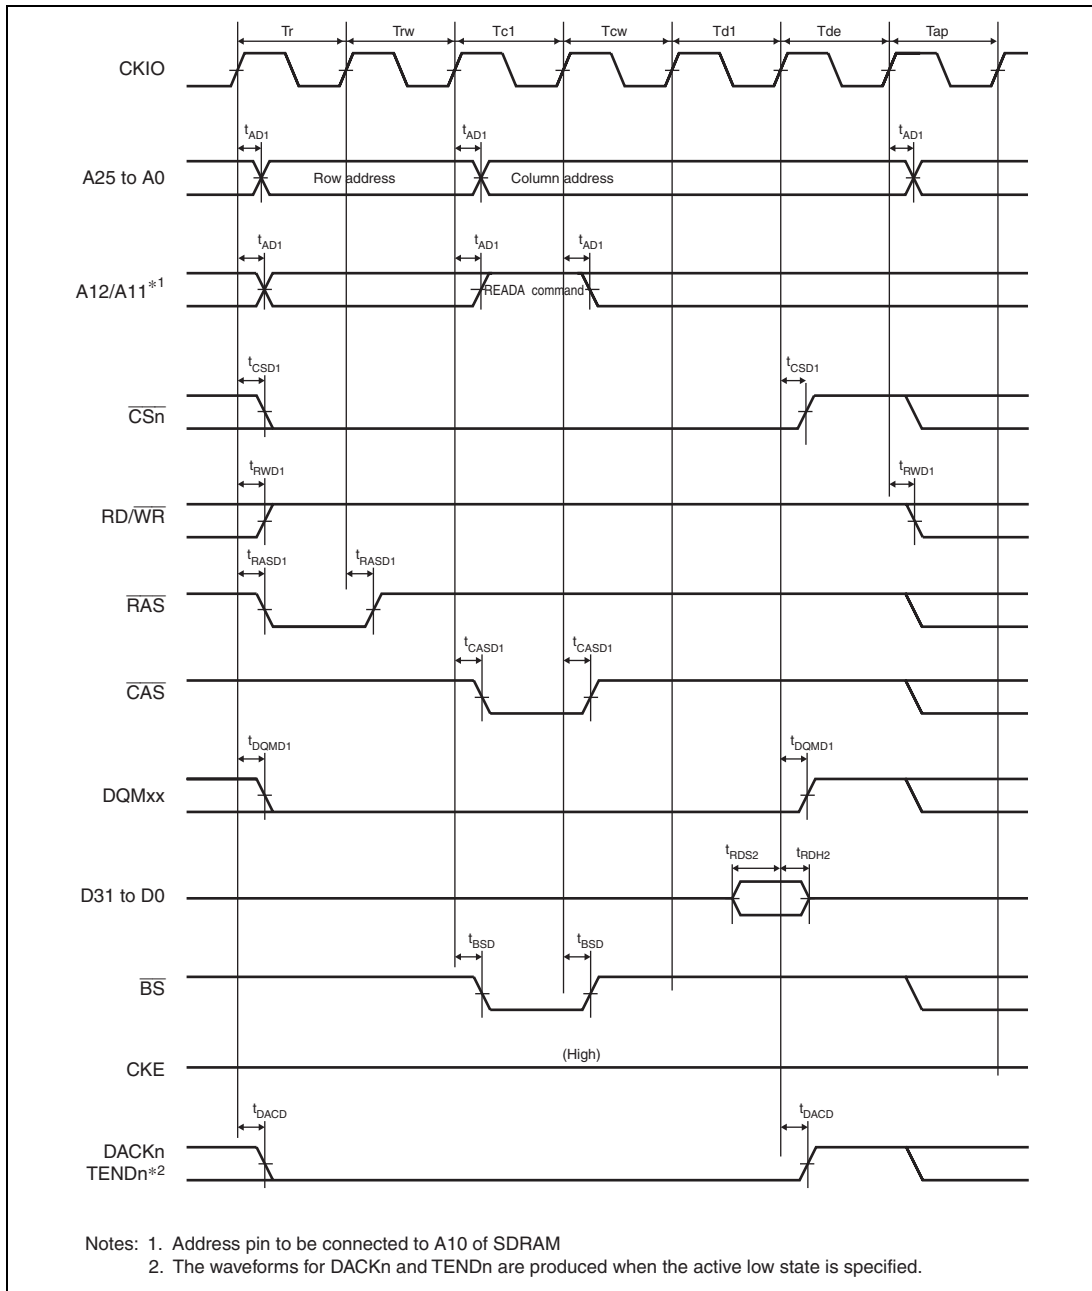 Tr Trw Tc1 Tcw Td1 Tde Tap
CKIO
tAD1 tAD1 tAD1
A25 to A0 Row address Column address
tAD1 tAD1 tAD1
A12/A11*1 READA command
tCSD1 tCSD1
CSn
tRWD1 tRWD1
RD/WR
tRASD1 tRASD1
RAS
tCASD1 tCASD1
CAS
tDQMD1 tDQMD1
DQMxx
tRDS2 tRDH2
D31 to D0
tBSD tBSD
BS
(High)
CKE
tDACD tDACD
DACKn
TENDn*2
Notes: 1. Address pin to be connected to A10 of SDRAM
2. The waveforms for DACKn and TENDn are produced when the active low state is specified.